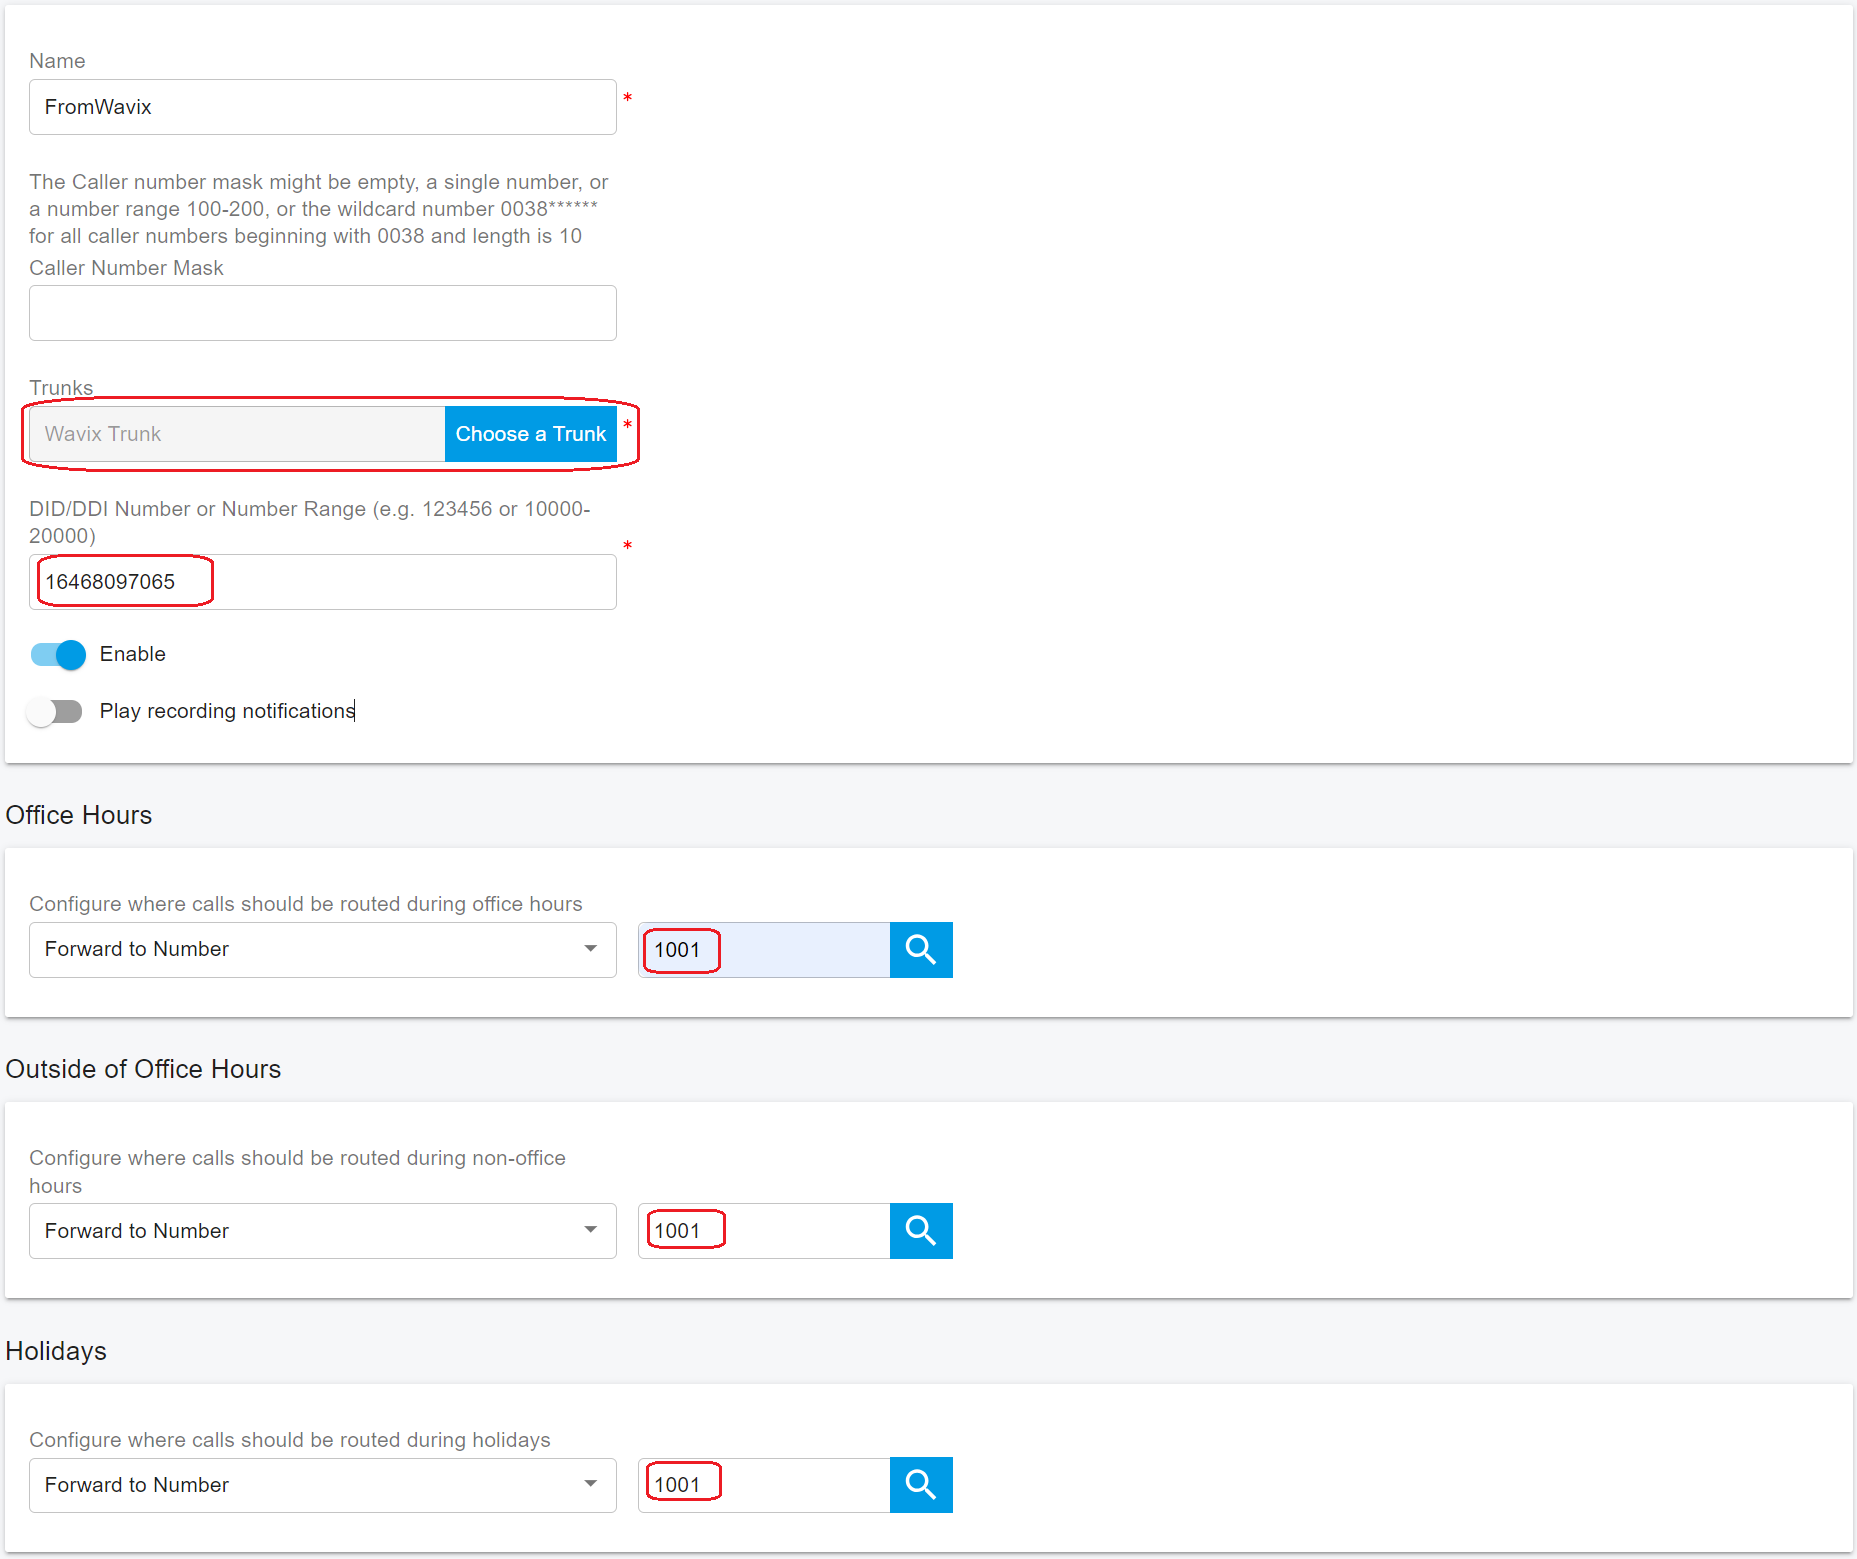 Name
FromWavix
*
The Caller number mask might be empty, a single number, or
a number range 100-200, or the wildcard number 0038******
for all caller numbers beginning with 0038 and length is 10
Caller Number Mask
Trunks
Wavix Trunk
Choose a Trunk
*
DID/DDI Number or Number Range (e.g. 123456 or 10000-
20000)
*
16468097065
Enable
Play recording notifications
Office Hours
Configure where calls should be routed during office hours
Forward to Number
1001
Outside of Office Hours
Configure where calls should be routed during non-office
hours
Forward to Number
1001
Holidays
Configure where calls should be routed during holidays
Forward to Number
1001